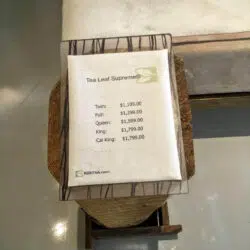 Tea Leaf Supreme
Twin: $1,199.00
Full: $1,299.00
Queen: $1,599.00
King: $1,799.00
Cal King: $1,799.00